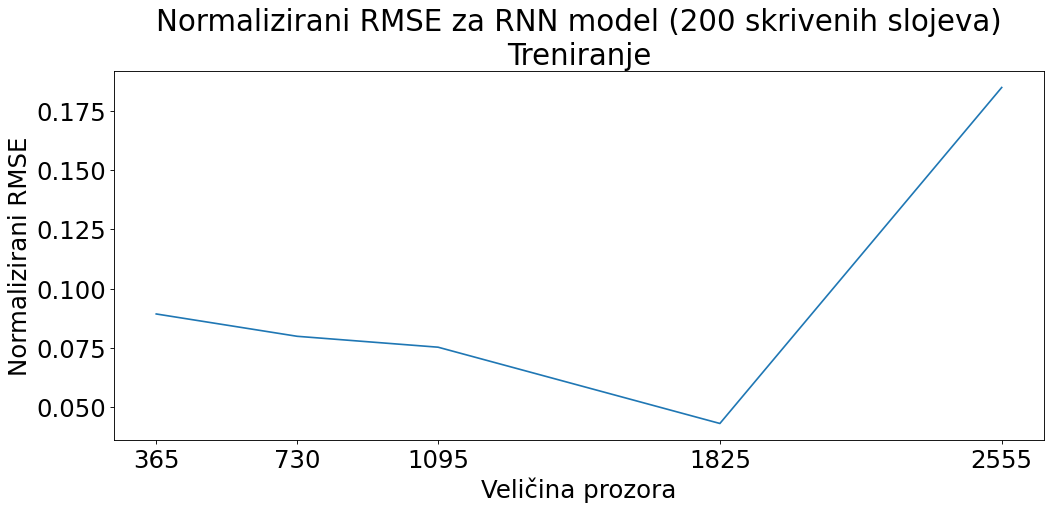 Normalizirani RMSE za RNN model (200 skrivenih slojeva)
Treniranje
Normalizirani RMSE
0.175
0.150
0.125
0.100
0.075
0.050
365 730 1095 1825 2555
Veličina prozora